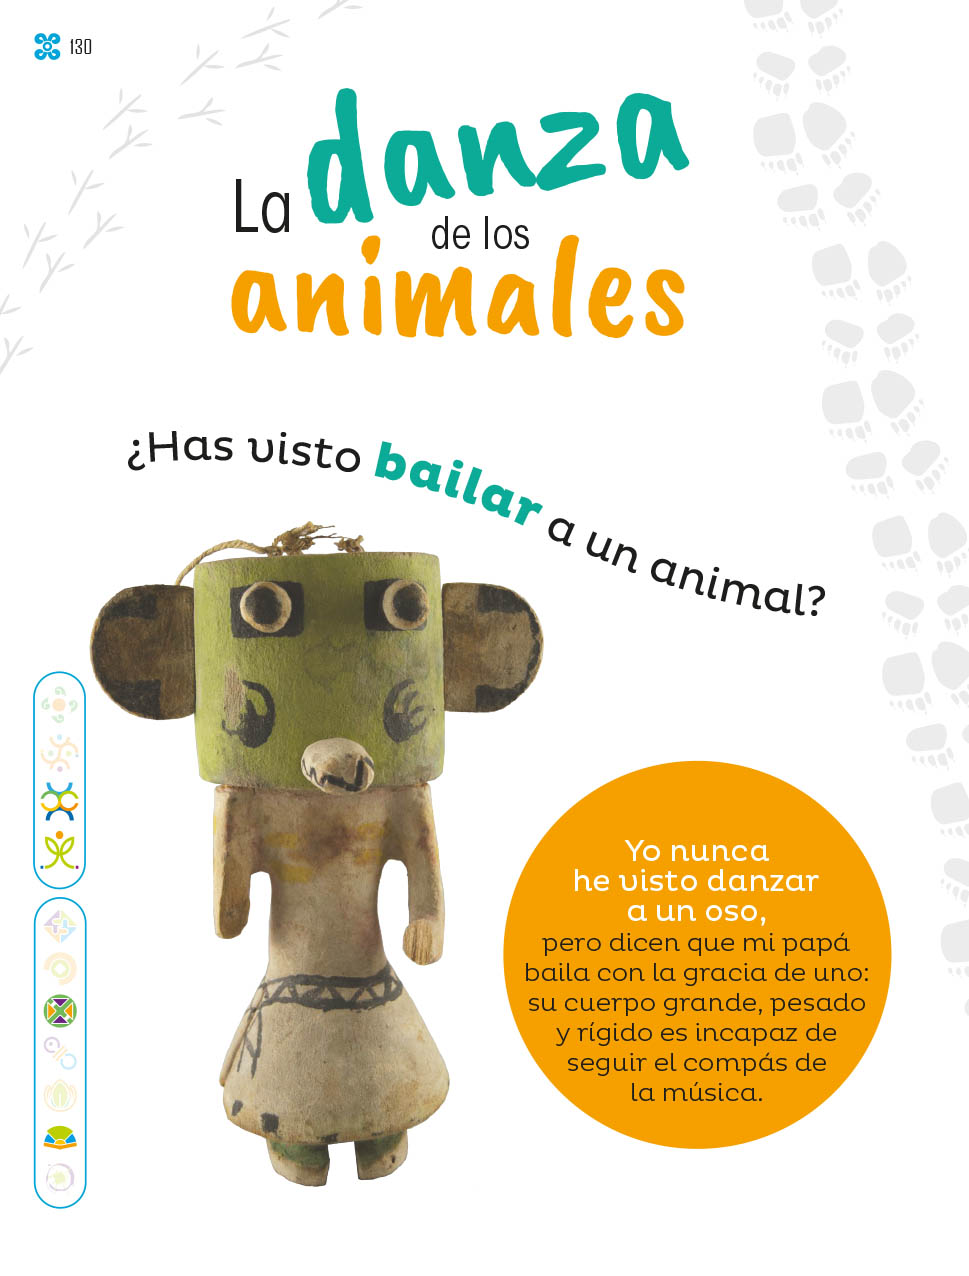 130
La danza
de los
animales
¿Has visto bailar a un animal?
Yo nunca
he visto danzar
a un oso,
pero dicen que mi papá
baila con la gracia de uno:
su cuerpo grande, pesado
y rígido es incapaz de
seguir el compás de
la música.